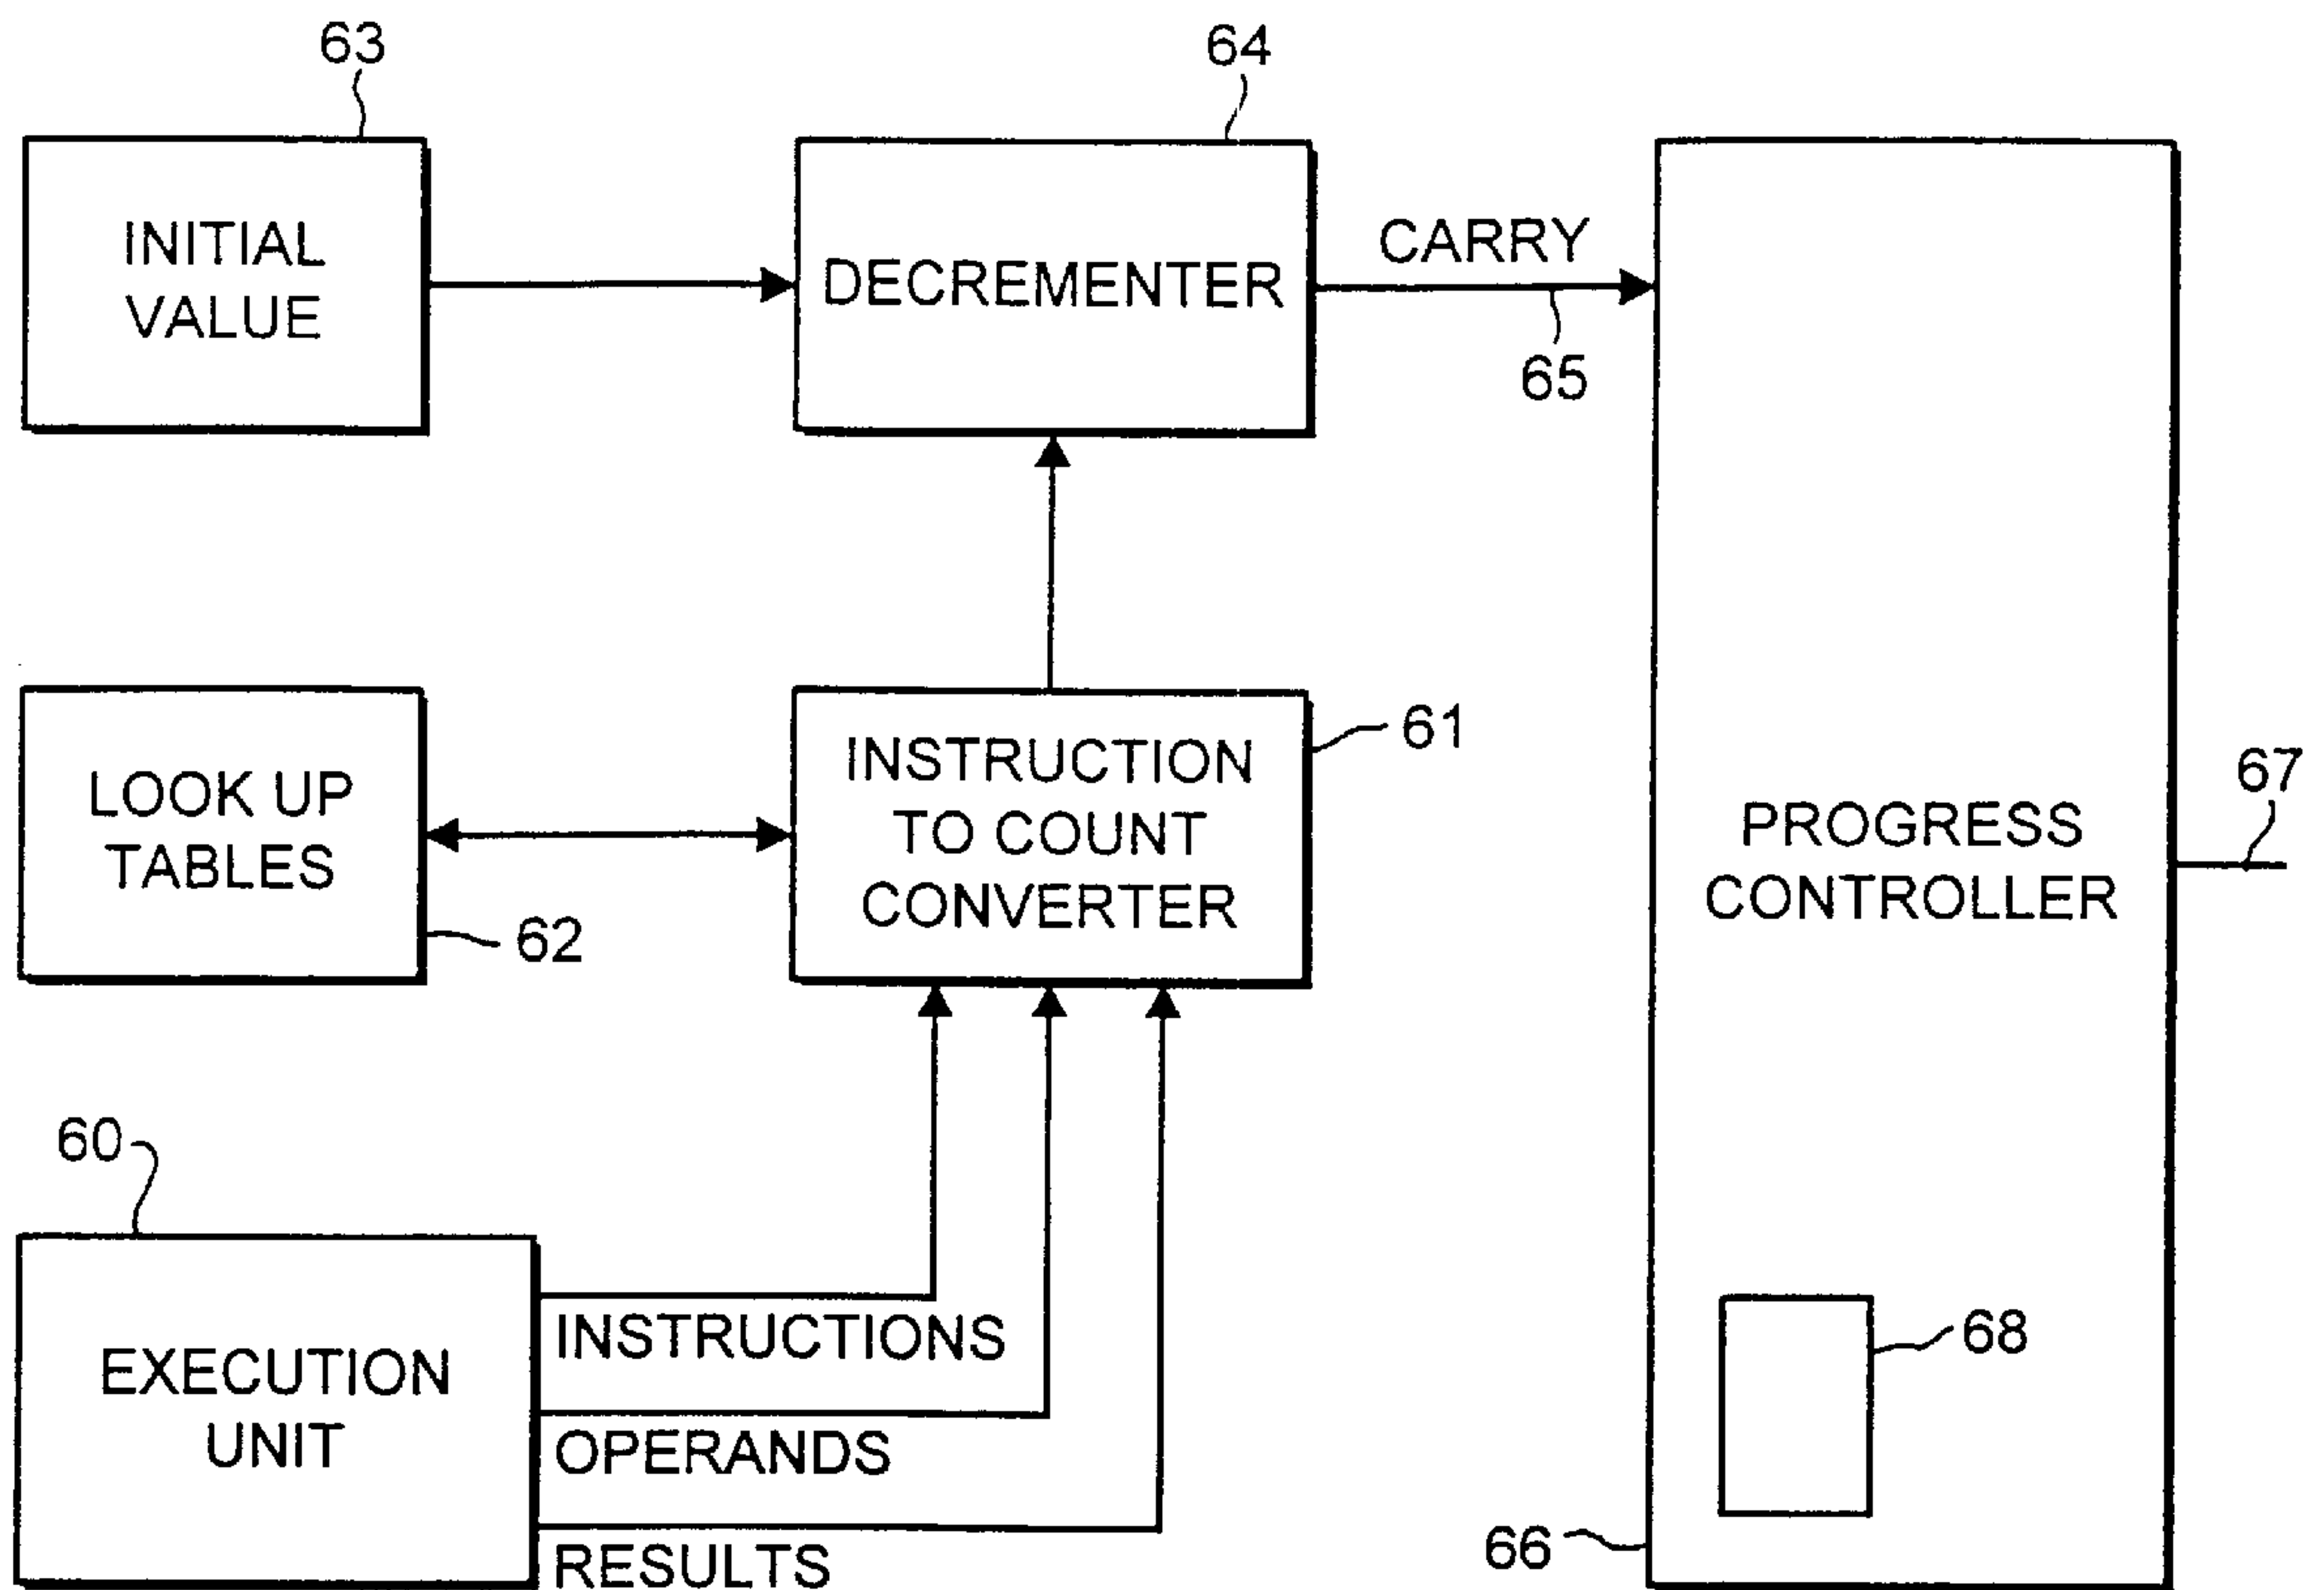 63
64
INITIAL
VALUE
DECREMENTER
CARRY
65
LOOK UP
TABLES
62
INSTRUCTION
TO COUNT
CONVERTER
61
PROGRESS
CONTROLLER
67
60
EXECUTION
UNIT
INSTRUCTIONS
OPERANDS
RESULTS
68
66